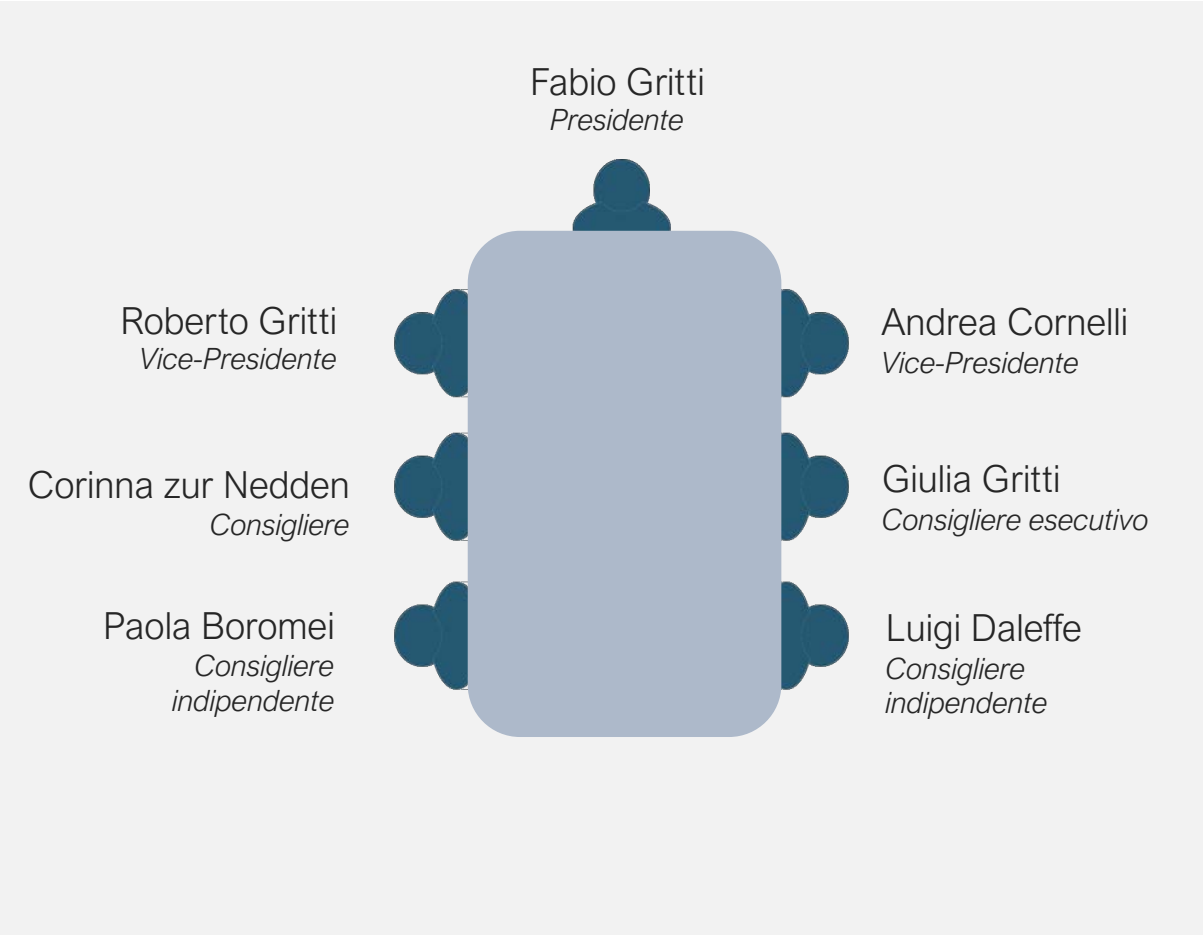 Fabio Gritti
Presidente
Roberto Gritti
Vice-Presidente
Andrea Cornelli
Vice-Presidente
Corinna zur Nedden
Consigliere
Giulia Gritti
Consigliere esecutivo
Paola Boromei
Consigliere
indipendente
Luigi Daleffe
Consigliere
indipendente